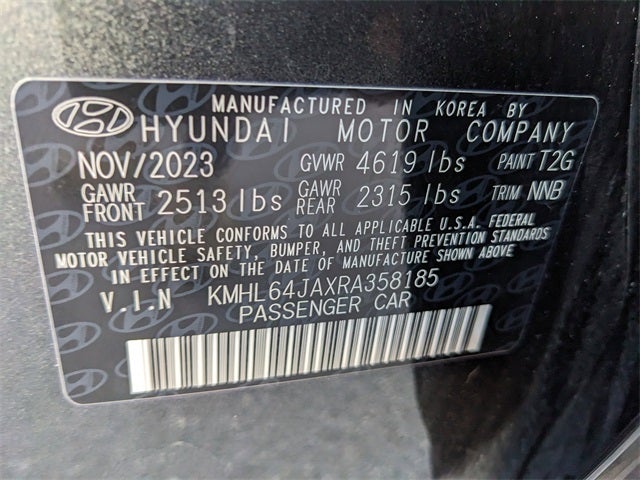 MANUFACTURED IN KOREA BY
HYUNDAI MOTOR COMPANY
NOV/2023 GVWR 4619 lbs PAINT T2G
GAWR FRONT 2513 lbs GAWR REAR 2315 lbs TRIM NNB
THIS VEHICLE CONFORMS TO ALL APPLICABLE U.S.A. FEDERAL
MOTOR VEHICLE SAFETY, BUMPER, AND THEFT PREVENTION STANDARDS
IN EFFECT ON THE DATE OF MANUFACTURE SHOWN ABOVE
V.I.N KMHL64JAXRA358185
PASSENGER CAR